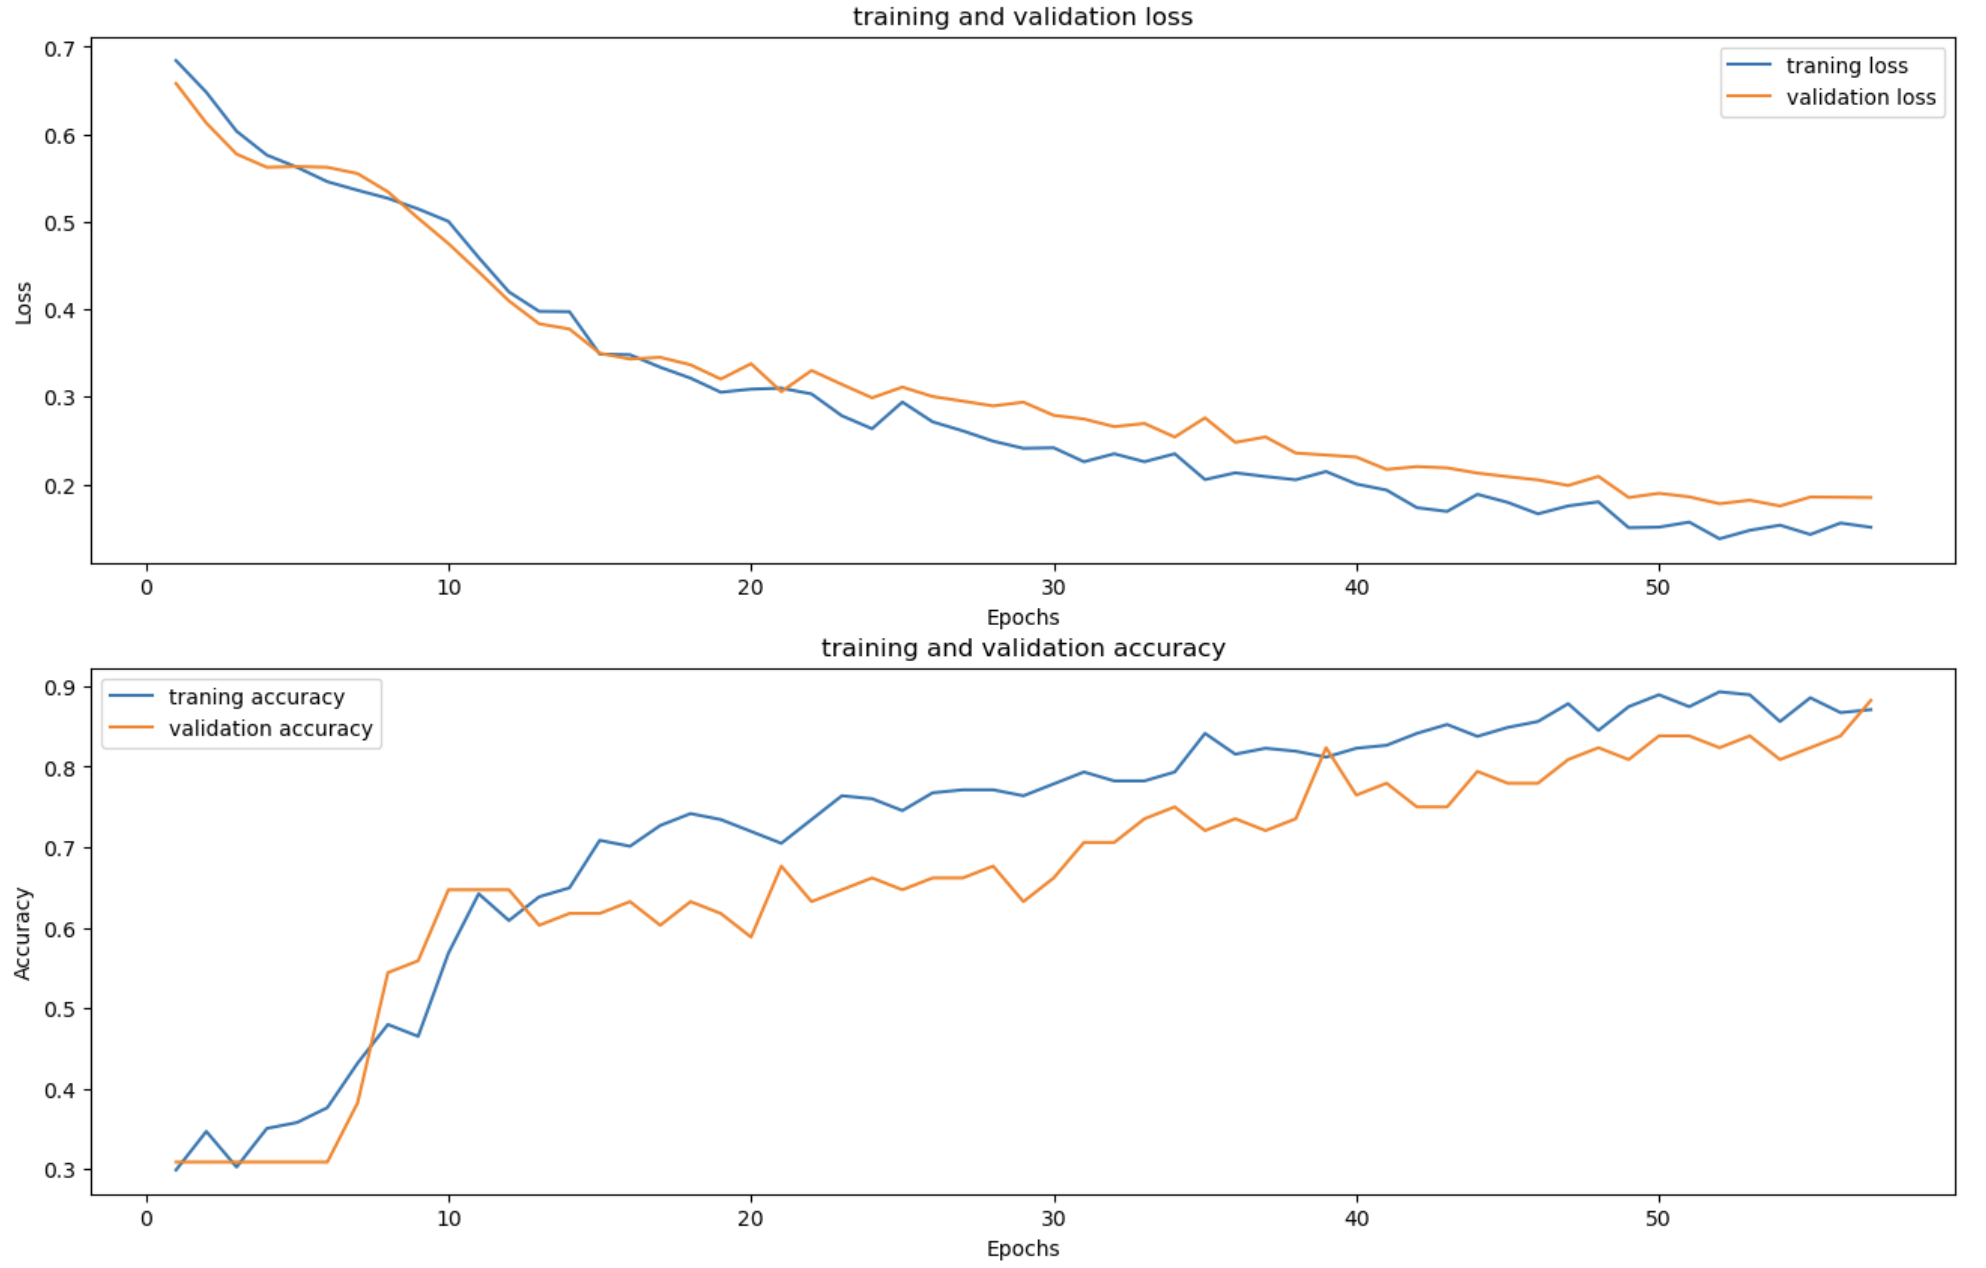 training and validation loss
traning loss
validation loss
0.7
0.6
0.5
0.4
0.3
0.2
Loss
0 10 20 30 40 50
Epochs
training and validation accuracy
traning accuracy
validation accuracy
0.9
0.8
0.7
0.6
0.5
0.4
0.3
Accuracy
0 10 20 30 40 50
Epochs